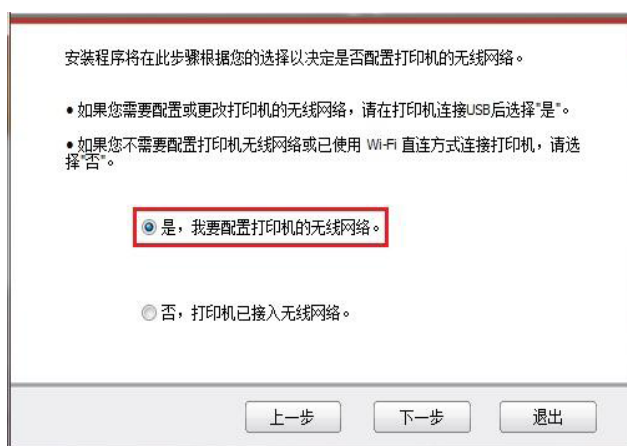 安装程序将在此步骤根据您的选择以决定是否配置打印机的无线网络。
•如果您需要配置或更改打印机的无线网络，请在打印机连接USB后选择"是"。
•如果您不需要配置打印机无线网络或已使用 Wi-Fi 直连方式连接打印机，请选
择"否"。
是，我要配置打印机的无线网络。
否，打印机已接入无线网络。
上一步 下一步 退出